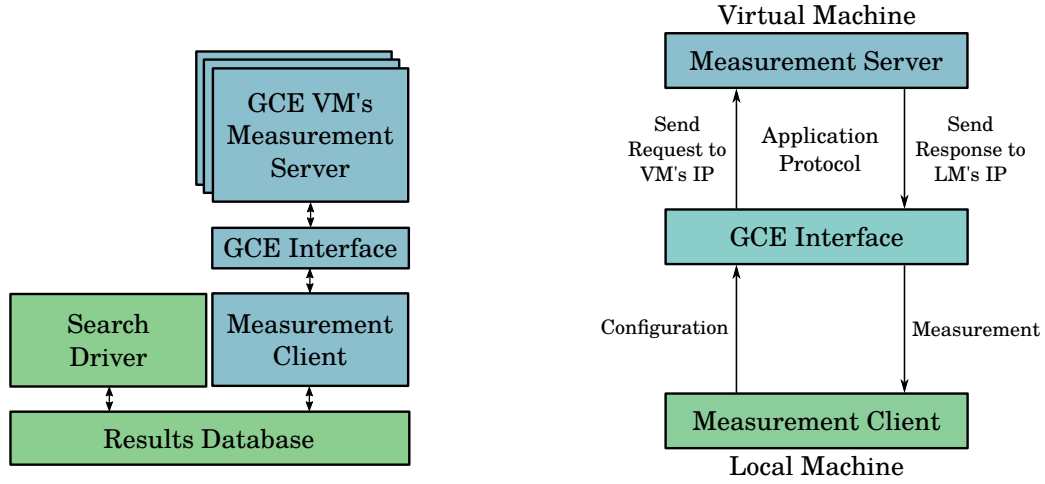 GCE VM's
Measurement
Server
GCE Interface
Search
Driver
Measurement
Client
Results Database
Virtual Machine
Measurement Server
Send
Request to
VM's IP
Application
Protocol
Send
Response to
LM's IP
GCE Interface
Configuration
Measurement
Measurement Client
Local Machine